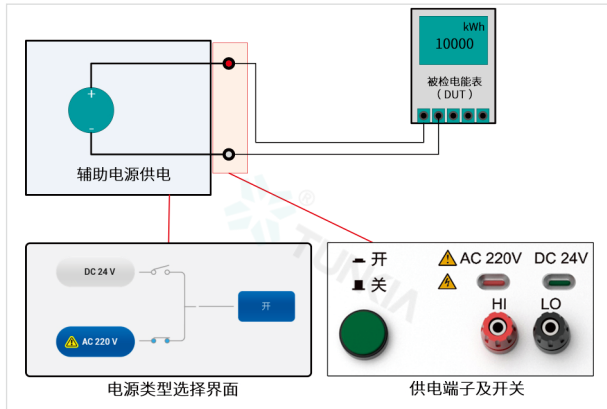 kWh
10000
被检电能表
（DUT）
+
-
辅助电源供电
®
TUNKIA
DC 24 V
开
AC 220 V
电源类型选择界面
开
关
AC 220V
DC 24V
HI
LO
供电端子及开关